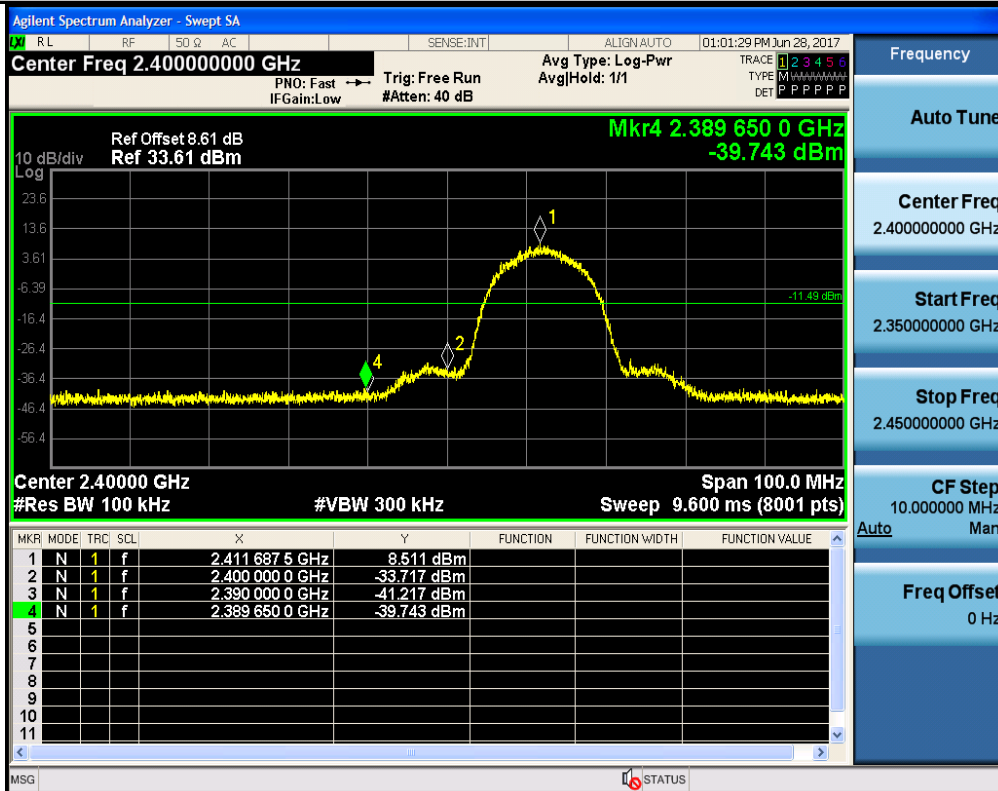 Agilent Spectrum Analyzer - Swept SA
LXI RL RF 50 Ω AC SENSE:INT ALIGN AUTO 01:01:29 PM Jun 28, 2017
Center Freq 2.400000000 GHz
PNO: Fast
IFGain:Low
Trig: Free Run
#Atten: 40 dB
Avg Type: Log-Pwr
Avg|Hold: 1/1
TRACE 1 2 3 4 5 6
TYPE M
DET P P P P P P
Mkr4 2.389 650 0 GHz
-39.743 dBm
Ref Offset 8.61 dB
10 dB/div Ref 33.61 dBm
Log
23.6
13.6
3.61
-6.39
-16.4
-26.4
-36.4
-46.4
-56.4
1
2
4
-11.49 dBm
Center 2.40000 GHz Span 100.0 MHz
#Res BW 100 kHz #VBW 300 kHz Sweep 9.600 ms (8001 pts)
MKR MODE TRC SCL X Y FUNCTION FUNCTION WIDTH FUNCTION VALUE
1 N 1 f 2.411 687 5 GHz 8.511 dBm
2 N 1 f 2.400 000 0 GHz -33.717 dBm
3 N 1 f 2.390 000 0 GHz -41.217 dBm
4 N 1 f 2.389 650 0 GHz -39.743 dBm
5
6
7
8
9
10
11
MSG STATUS
Frequency
Auto Tune
Center Freq
2.400000000 GHz
Start Freq
2.350000000 GHz
Stop Freq
2.450000000 GHz
CF Step
10.000000 MHz
Auto Man
Freq Offset
0 Hz